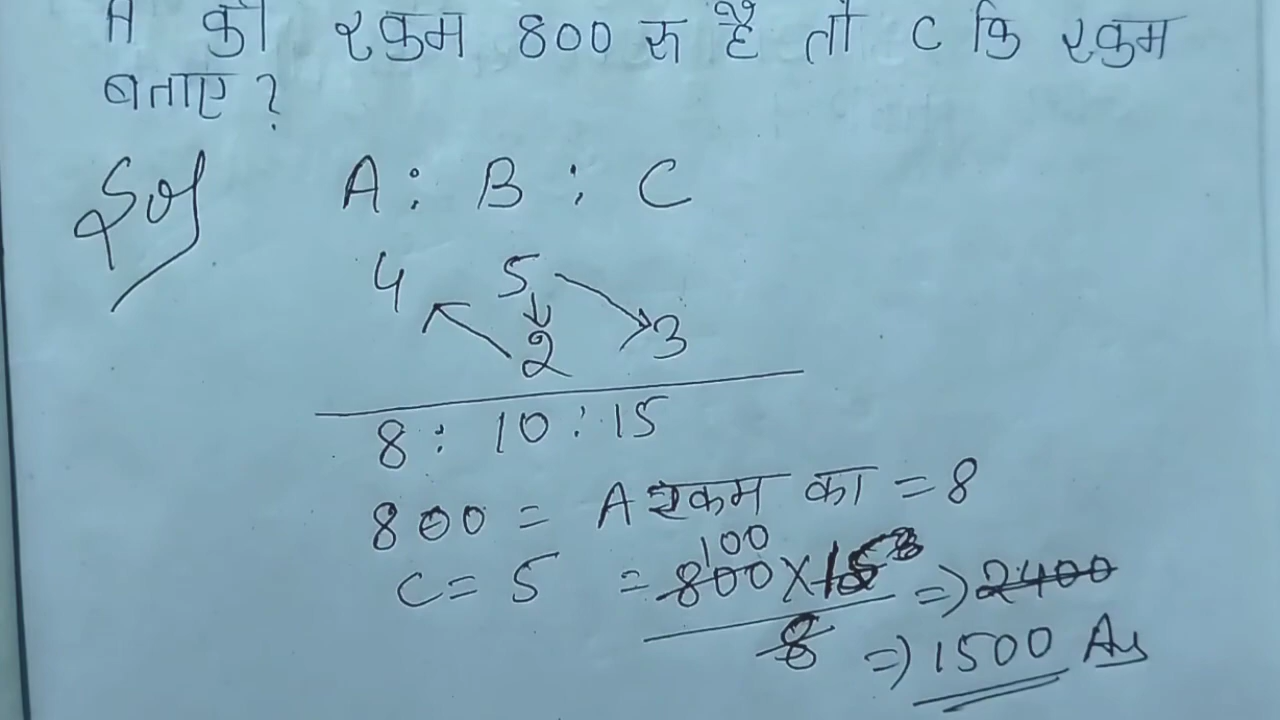 A की रकम 800 रु है तो C कि रकम
बताए ?
Sol A : B : C
4 5
2 3
8 : 10 : 15
800 = A रकम का = 8
100
C = 5 = 800 X 15 => 2400
8 => 1500 Ans